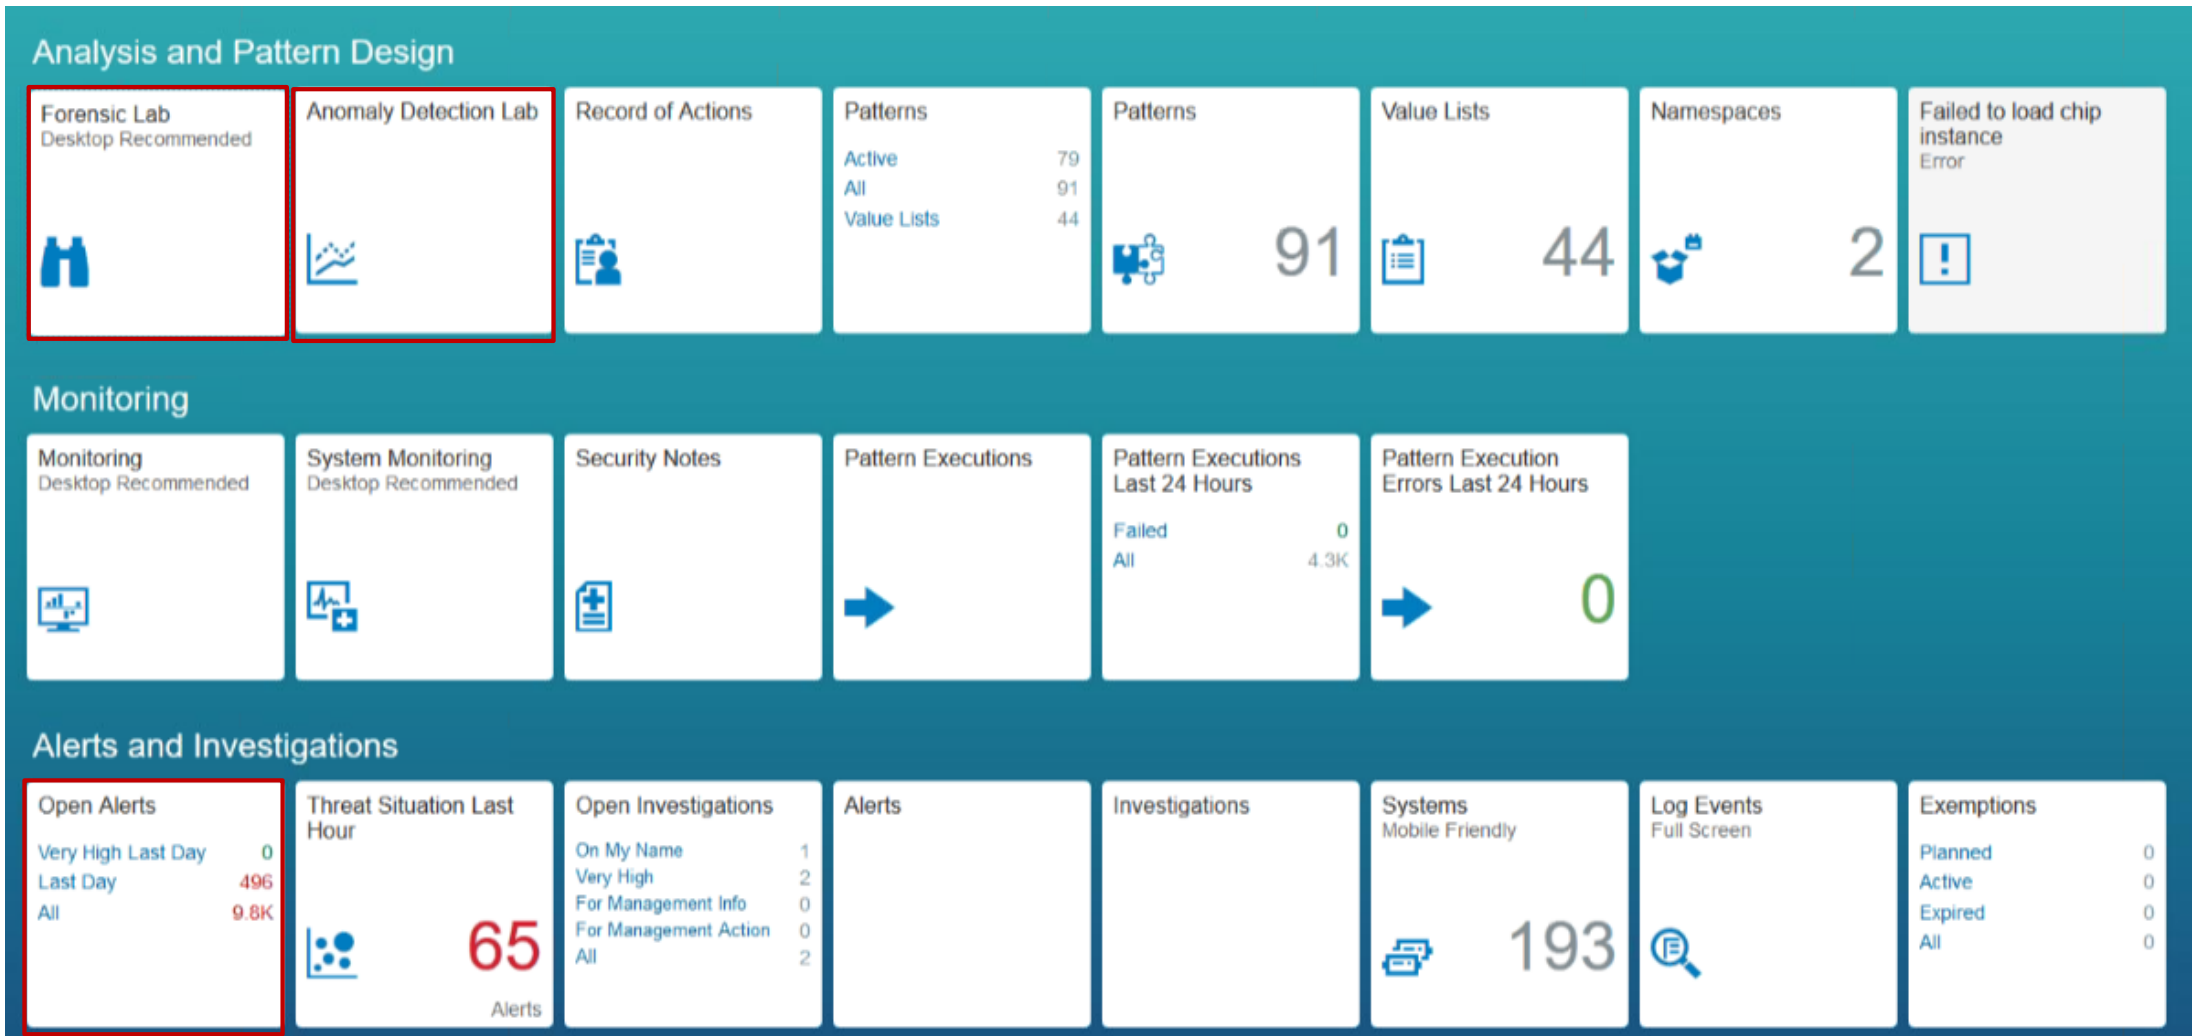 Analysis and Pattern Design
Forensic Lab
Desktop Recommended
Anomaly Detection Lab
Record of Actions
Patterns
Active 79
All 91
Value Lists 44
Patterns
91
Value Lists
44
Namespaces
2
Failed to load chip
instance
Error
Monitoring
Monitoring
Desktop Recommended
System Monitoring
Desktop Recommended
Security Notes
Pattern Executions
Pattern Executions
Last 24 Hours
Failed 0
All 4.3K
Pattern Execution
Errors Last 24 Hours
0
Alerts and Investigations
Open Alerts
Very High Last Day 0
Last Day 496
All 9.8K
Threat Situation Last
Hour
65
Alerts
Open Investigations
On My Name 1
Very High 2
For Management Info 0
For Management Action 0
All 2
Alerts
Investigations
Systems
Mobile Friendly
193
Log Events
Full Screen
Exemptions
Planned 0
Active 0
Expired 0
All 0